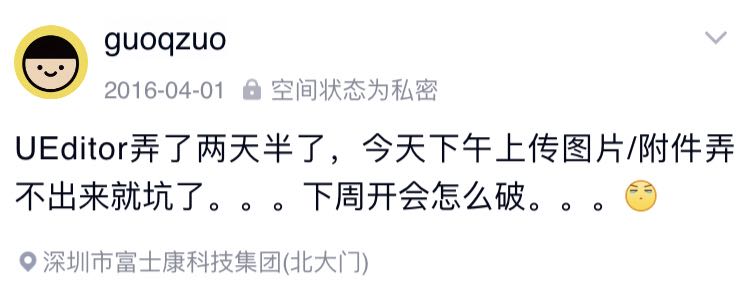 guoqzuo
2016-04-01 空间状态为私密
UEditor弄了两天半了，今天下午上传图片/附件弄
不出来就坑了。。。下周开会怎么破。。。
深圳市富士康科技集团(北大门)